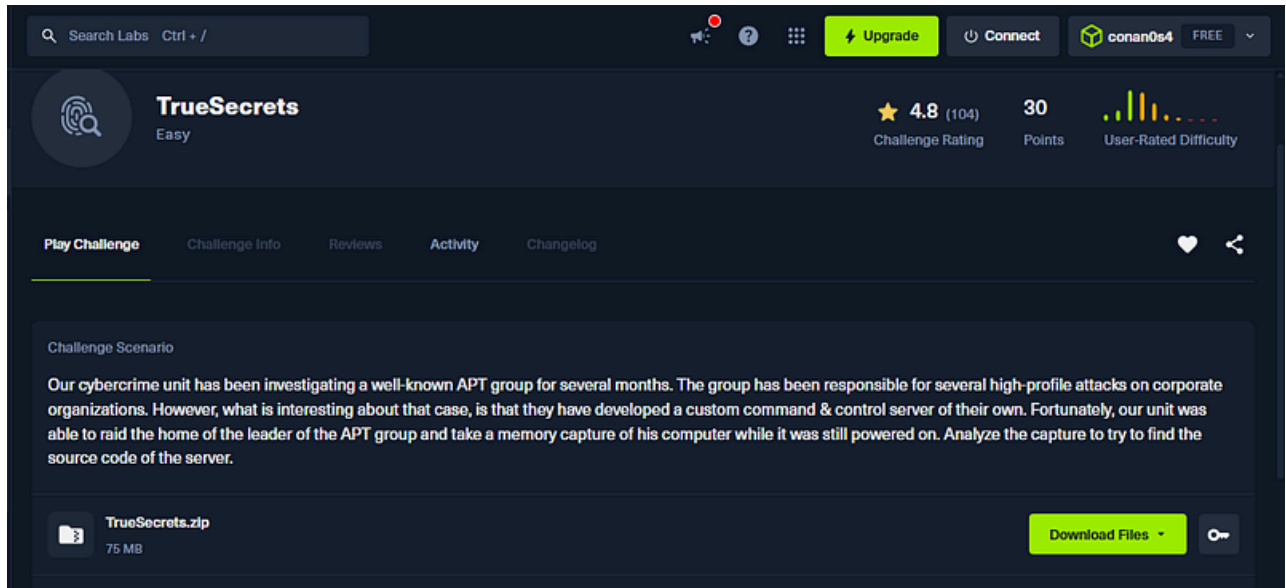 Search Labs Ctrl + /
Upgrade
Connect
conan0s4 FREE
TrueSecrets
Easy
4.8 (104)
Challenge Rating
30
Points
User-Rated Difficulty
Play Challenge
Challenge Info
Reviews
Activity
Changelog
Challenge Scenario
Our cybercrime unit has been investigating a well-known APT group for several months. The group has been responsible for several high-profile attacks on corporate
organizations. However, what is interesting about that case, is that they have developed a custom command & control server of their own. Fortunately, our unit was
able to raid the home of the leader of the APT group and take a memory capture of his computer while it was still powered on. Analyze the capture to try to find the
source code of the server.
TrueSecrets.zip
75 MB
Download Files